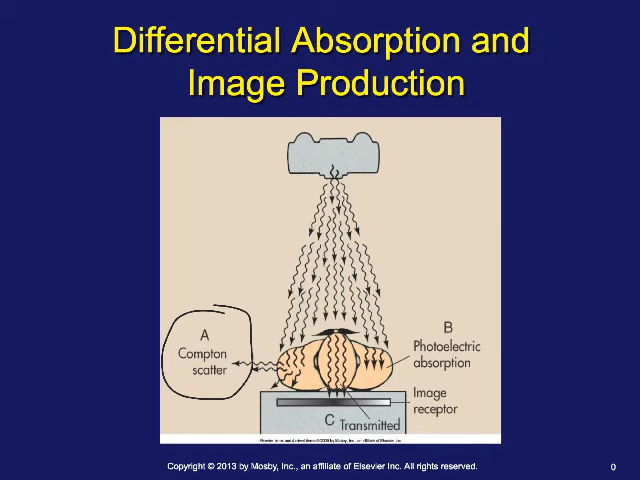 Differential Absorption and
Image Production
A
Compton
scatter
B
Photoelectric
absorption
Image
receptor
C Transmitted
Copyright © 2013 by Mosby, Inc., an affiliate of Elsevier Inc. All rights reserved.
0